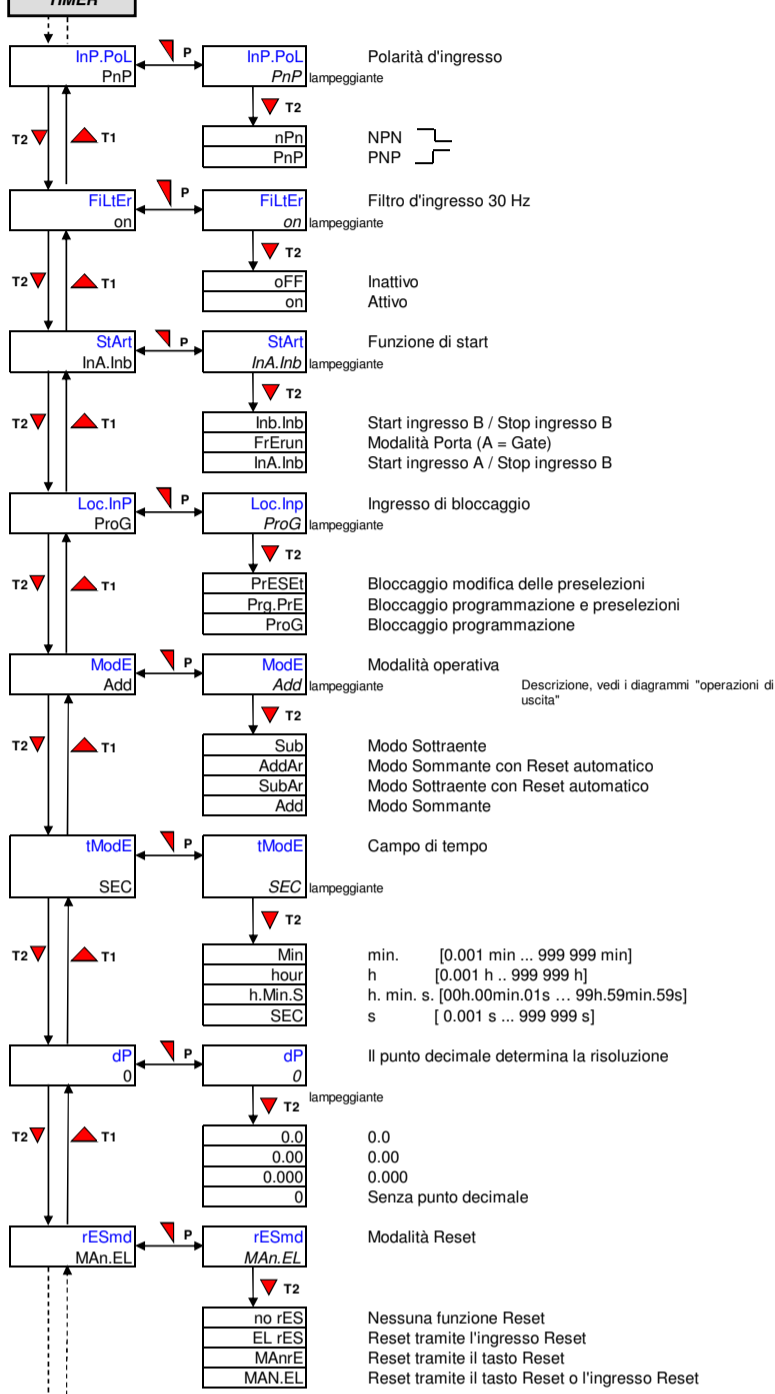 TIMER
InP.PoL P InP.PoL Polarità d'ingresso
PnP PnP lampeggiante
T2
T2 T1 nPn NPN
PnP PNP
FiLtEr P FiLtEr Filtro d'ingresso 30 Hz
on on lampeggiante
T2
T2 T1 oFF Inattivo
on Attivo
StArt P StArt Funzione di start
InA.Inb InA.Inb lampeggiante
T2
T2 T1 Inb.Inb Start ingresso B / Stop ingresso B
FrErun Modalità Porta (A = Gate)
InA.Inb Start ingresso A / Stop ingresso B
Loc.InP P Loc.Inp Ingresso di bloccaggio
ProG ProG lampeggiante
T2
T2 T1 PrESEt Bloccaggio modifica delle preselezioni
Prg.PrE Bloccaggio programmazione e preselezioni
ProG Bloccaggio programmazione
ModE P ModE Modalità operativa
Add Add lampeggiante Descrizione, vedi i diagrammi "operazioni di
uscita"
T2
T2 T1 Sub Modo Sottraente
AddAr Modo Sommante con Reset automatico
SubAr Modo Sottraente con Reset automatico
Add Modo Sommante
tModE P tModE Campo di tempo
SEC SEC lampeggiante
T2
T2 T1 Min min. [0.001 min ... 999 999 min]
hour h [0.001 h .. 999 999 h]
h.Min.S h. min. s. [00h.00min.01s … 99h.59min.59s]
SEC s [ 0.001 s ... 999 999 s]
dP P dP Il punto decimale determina la risoluzione
0 0
lampeggiante
T2
T2 T1 0.0 0.0
0.00 0.00
0.000 0.000
0 Senza punto decimale
rESmd P rESmd Modalità Reset
MAn.EL MAn.EL
T2
no rES Nessuna funzione Reset
EL rES Reset tramite l'ingresso Reset
MAnrE Reset tramite il tasto Reset
MAN.EL Reset tramite il tasto Reset o l'ingresso Reset